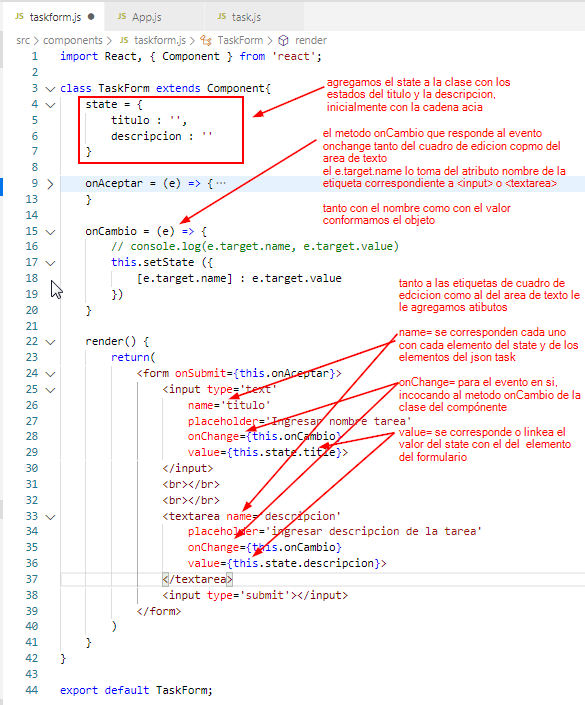 JS taskform.js ● JS App.js JS task.js
src > components > JS taskform.js > TaskForm > render
1 import React, { Component } from 'react';
2
3 class TaskForm extends Component{
4 state = {
5 titulo : '',
6 descripcion : ''
7 }
8
9 onAceptar = (e) => { ···
13 }
14
15 onCambio = (e) => {
16 // console.log(e.target.name, e.target.value)
17 this.setState ({
18 [e.target.name] : e.target.value
19 })
20 }
21
22 render() {
23 return(
24 <form onSubmit={this.onAceptar}>
25 <input type='text'
26 name='titulo'
27 placeholder='Ingresar nombre tarea'
28 onChange={this.onCambio}
29 value={this.state.title}>
30 </input>
31 <br></br>
32 <br></br>
33 <textarea name='descripcion'
34 placeholder='ingresar descripcion de la tarea'
35 onChange={this.onCambio}
36 value={this.state.descripcion}>
37 </textarea>
38 <input type='submit'></input>
39 </form>
40 )
41 }
42 }
43
44 export default TaskForm;
agregamos el state a la clase con los
estados del titulo y la descripcion,
inicialmente con la cadena acia
el metodo onCambio que responde al evento
onchange tanto del cuadro de edicion copmo del
area de texto
el e.target.name lo toma del atributo nombre de la
etiqueta correspondiente a <input> o <textarea>
tanto con el nombre como con el valor
conformamos el objeto
tanto a las etiquetas de cuadro de
edcicion como al del area de texto le
le agregamos atibutos
name= se corresponden cada uno
con cada elemento del state y de los
elementos del json task
onChange= para el evento en si,
incocando al metodo onCambio de la
clase del compónente
value= se corresponde o linkea el
valor del state con el del elemento
del formulario